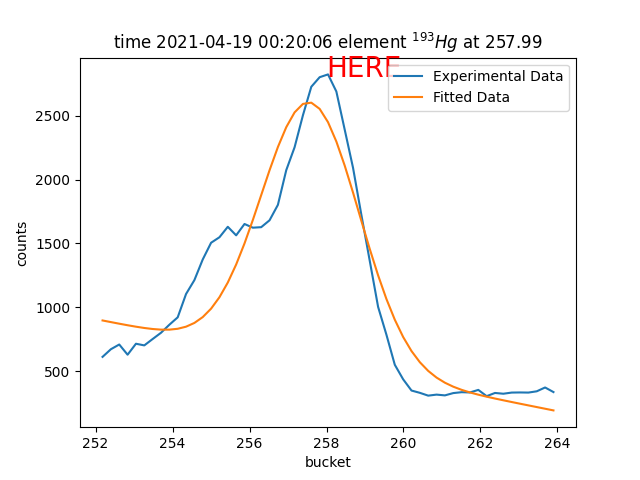 time 2021-04-19 00:20:06 element ¹⁹³Hg at 257.99
HERE
Experimental Data
Fitted Data
counts
2500
2000
1500
1000
500
252 254 256 258 260 262 264
bucket